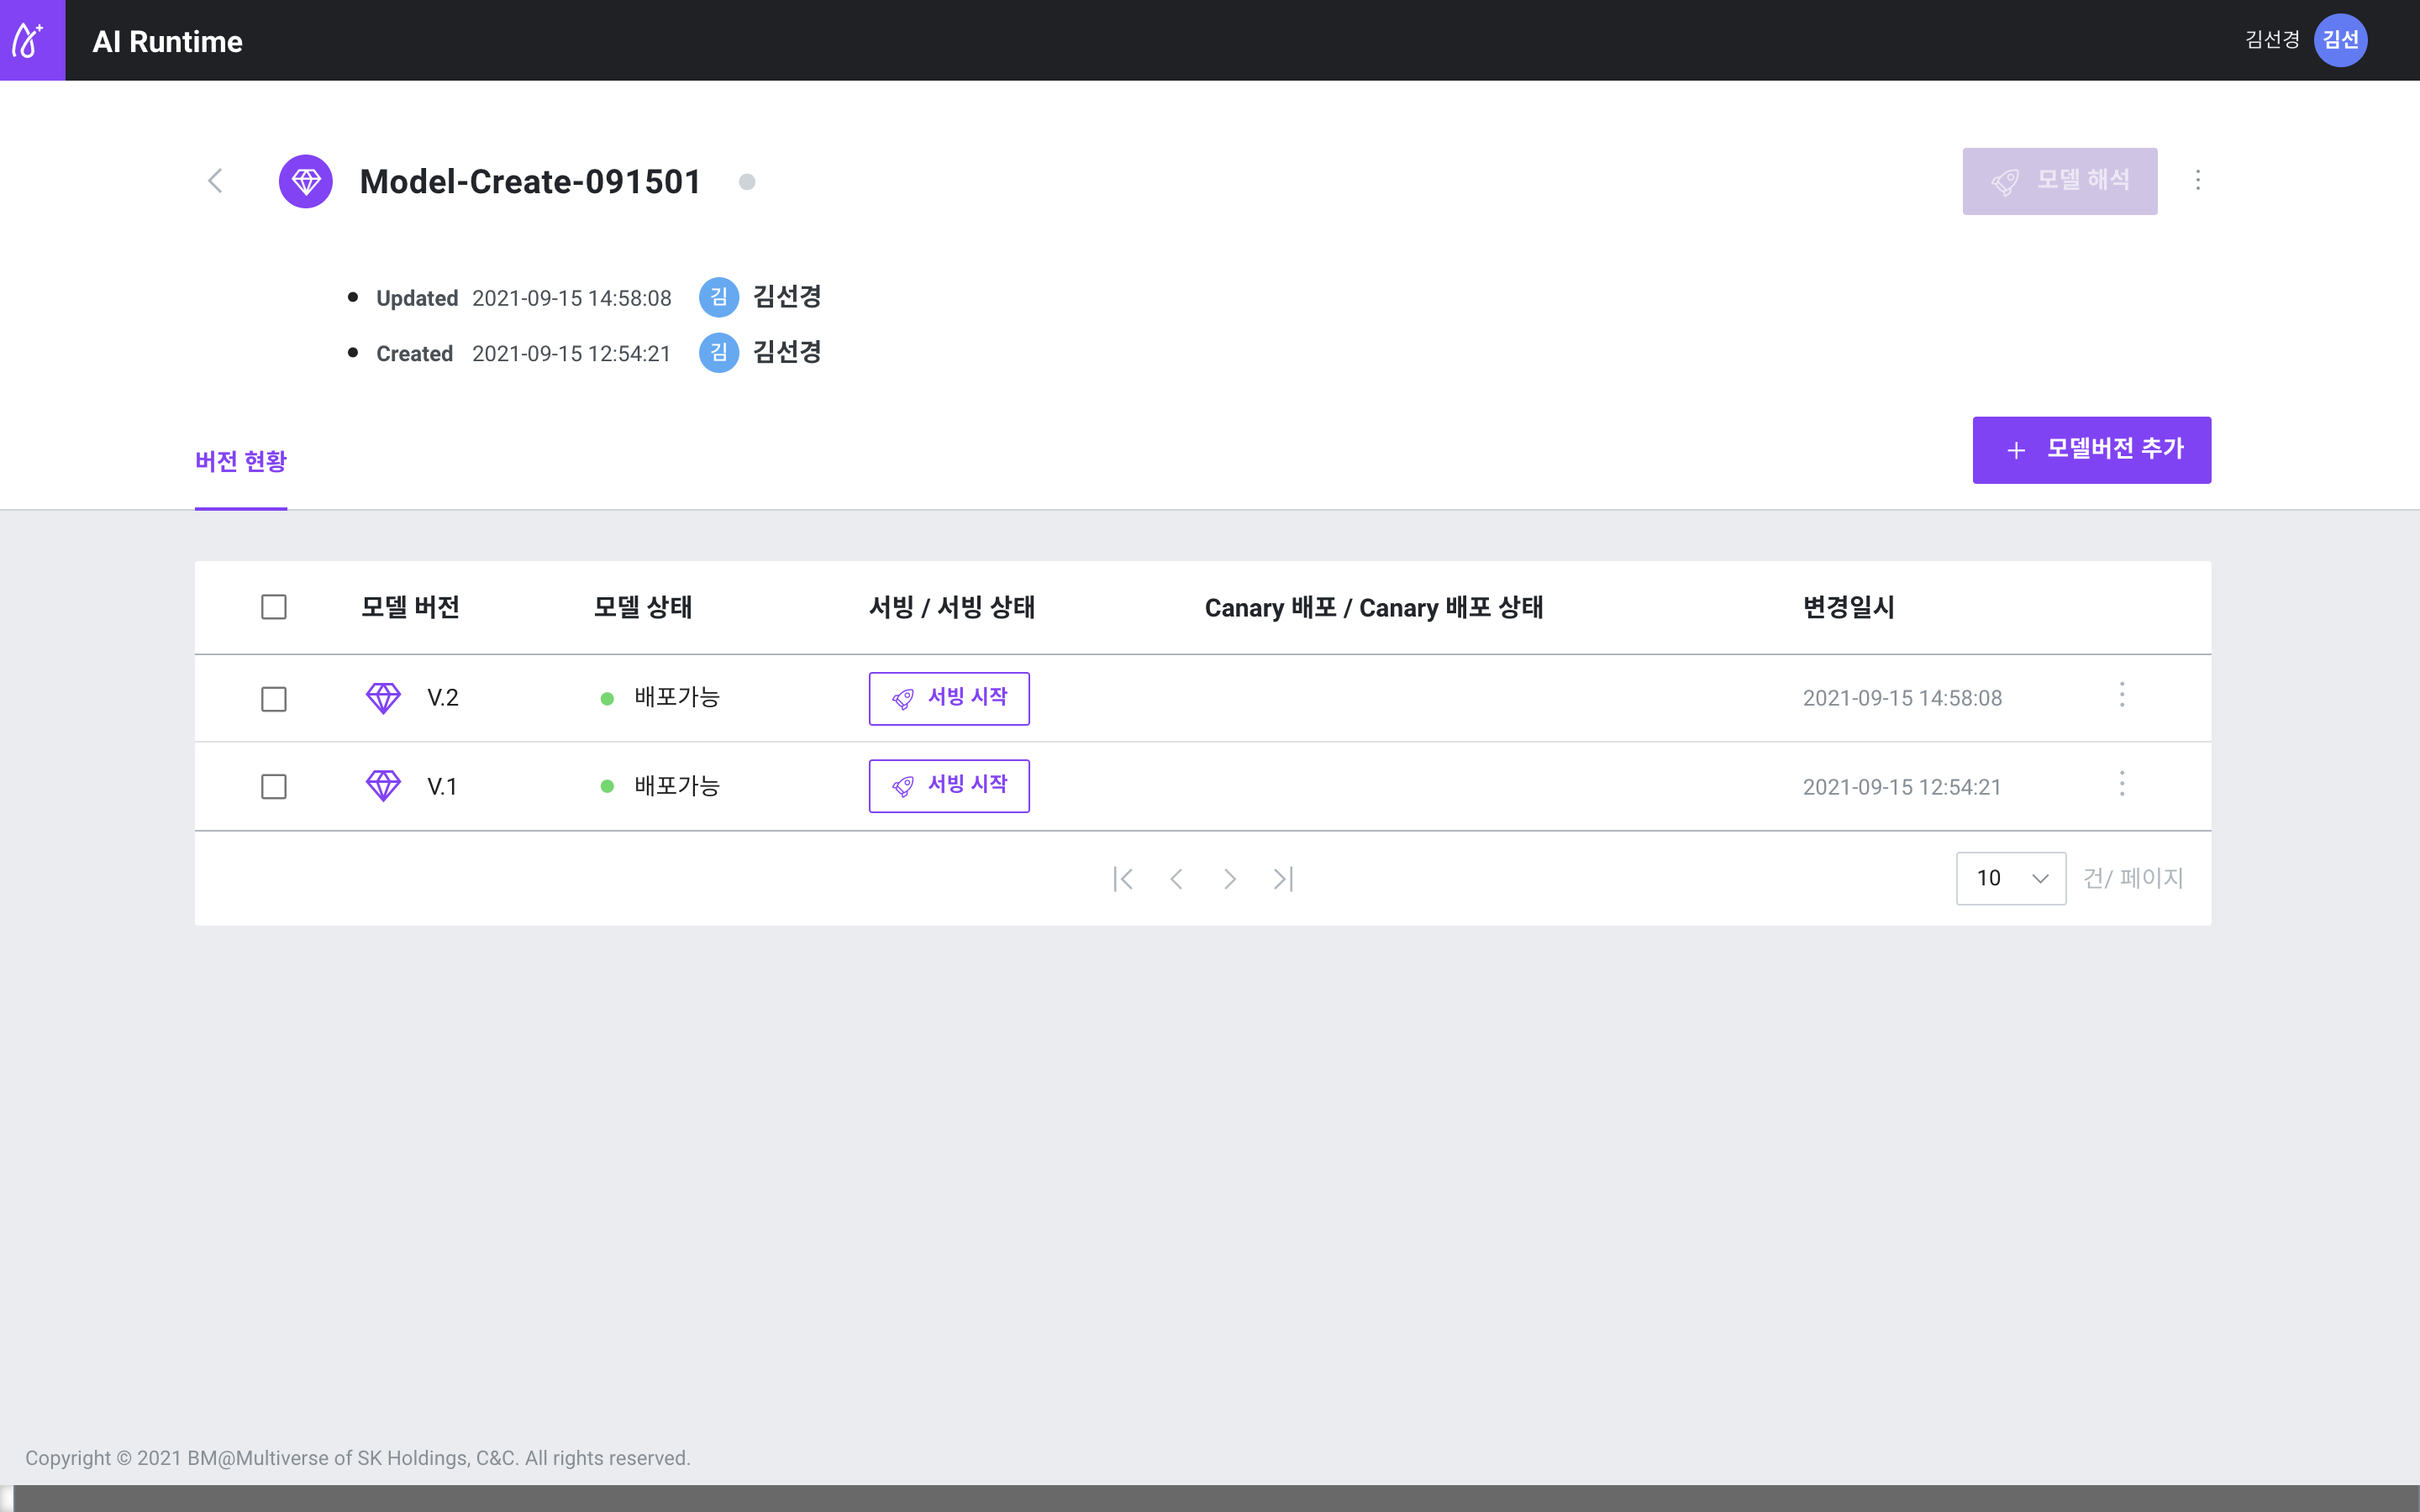 AI Runtime
김선경 김선
Model-Create-091501
모델 해석
Updated 2021-09-15 14:58:08 김 김선경
Created 2021-09-15 12:54:21 김 김선경
버전 현황
+ 모델버전 추가
모델 버전 모델 상태 서빙 / 서빙 상태 Canary 배포 / Canary 배포 상태 변경일시
V.2 배포가능 서빙 시작 2021-09-15 14:58:08
V.1 배포가능 서빙 시작 2021-09-15 12:54:21
10 건/ 페이지
Copyright © 2021 BM@Multiverse of SK Holdings, C&C. All rights reserved.